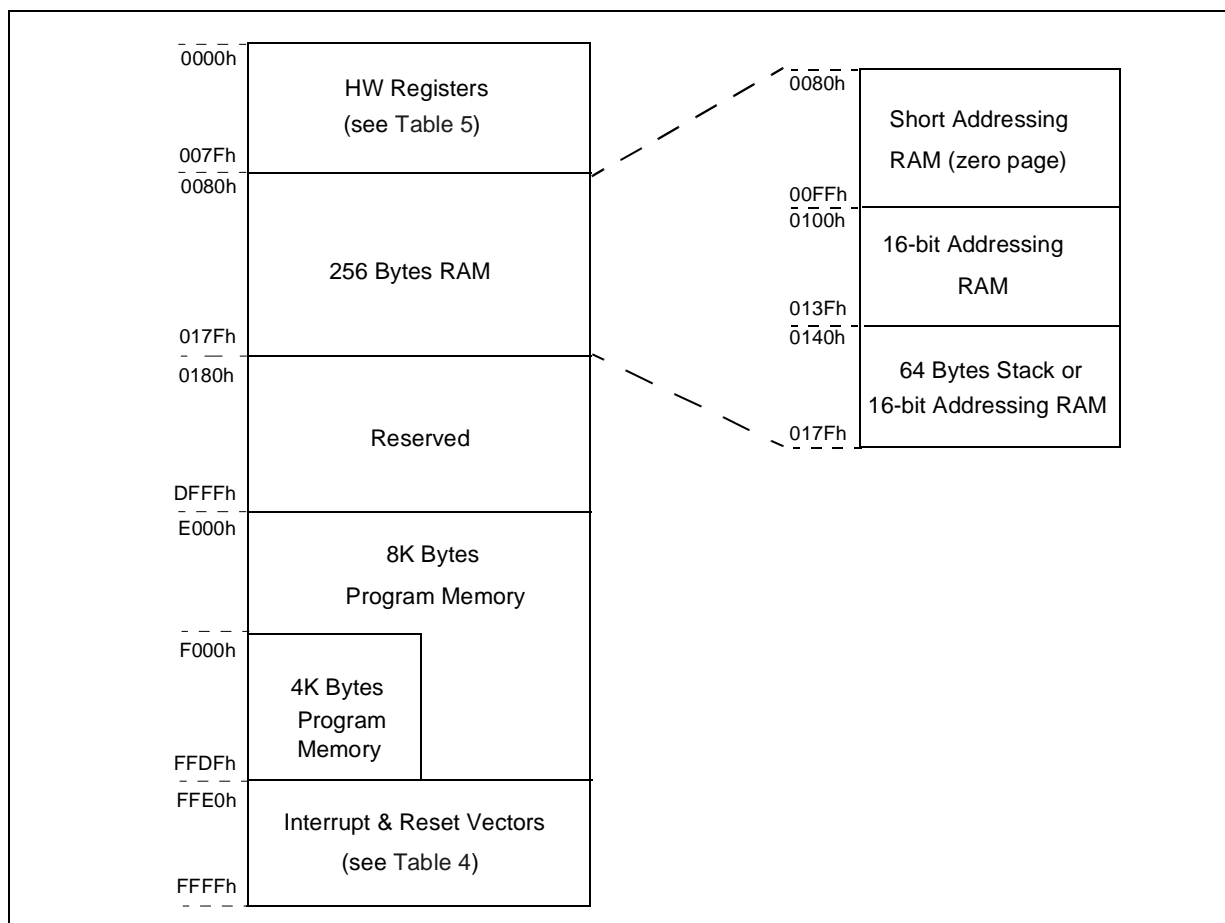 0000h
HW Registers
(see Table 5)
007Fh
0080h
256 Bytes RAM
017Fh
0180h
Reserved
DFFFh
E000h
8K Bytes
Program Memory
F000h
4K Bytes
Program
Memory
FFDFh
FFE0h
Interrupt & Reset Vectors
(see Table 4)
FFFFh
0080h
Short Addressing
RAM (zero page)
00FFh
0100h
16-bit Addressing
RAM
013Fh
0140h
64 Bytes Stack or
16-bit Addressing RAM
017Fh